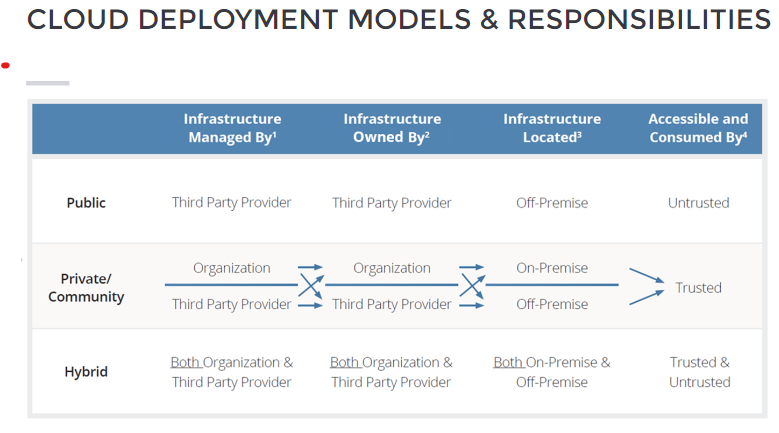 CLOUD DEPLOYMENT MODELS & RESPONSIBILITIES
Infrastructure Managed By¹
Infrastructure Owned By²
Infrastructure Located³
Accessible and Consumed By⁴
Public
Third Party Provider
Third Party Provider
Off-Premise
Untrusted
Private/
Community
Organization
Third Party Provider
Organization
Third Party Provider
On-Premise
Off-Premise
Trusted
Hybrid
Both Organization &
Third Party Provider
Both Organization &
Third Party Provider
Both On-Premise &
Off-Premise
Trusted &
Untrusted